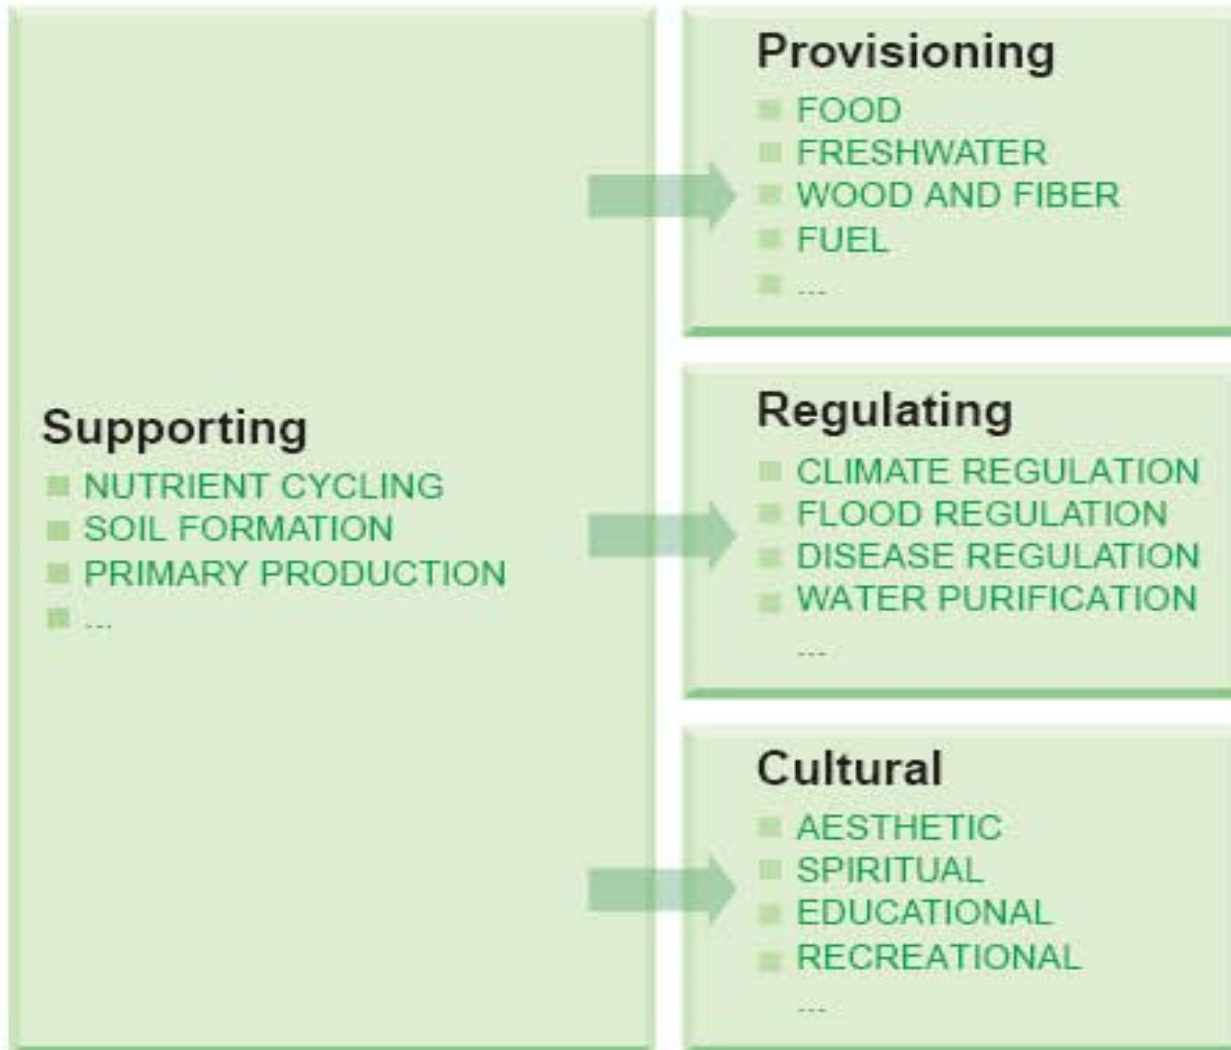 Supporting
NUTRIENT CYCLING
SOIL FORMATION
PRIMARY PRODUCTION
...
Provisioning
FOOD
FRESHWATER
WOOD AND FIBER
FUEL
...
Regulating
CLIMATE REGULATION
FLOOD REGULATION
DISEASE REGULATION
WATER PURIFICATION
...
Cultural
AESTHETIC
SPIRITUAL
EDUCATIONAL
RECREATIONAL
...